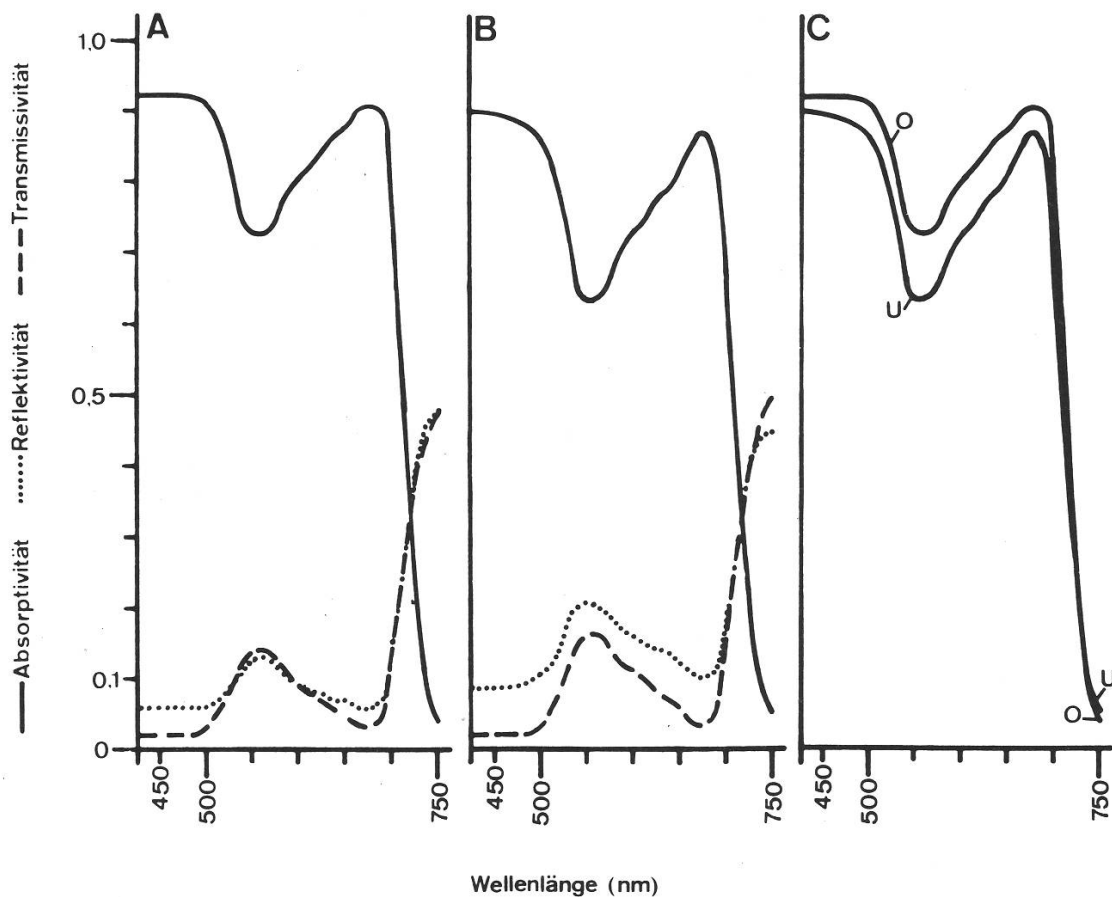 A
B
C
1,0
0,5
0,1
0
Absorptivität Reflektivität Transmissivität
O
U
U
O
450
500
750
450
500
750
450
500
750
Wellenlänge (nm)